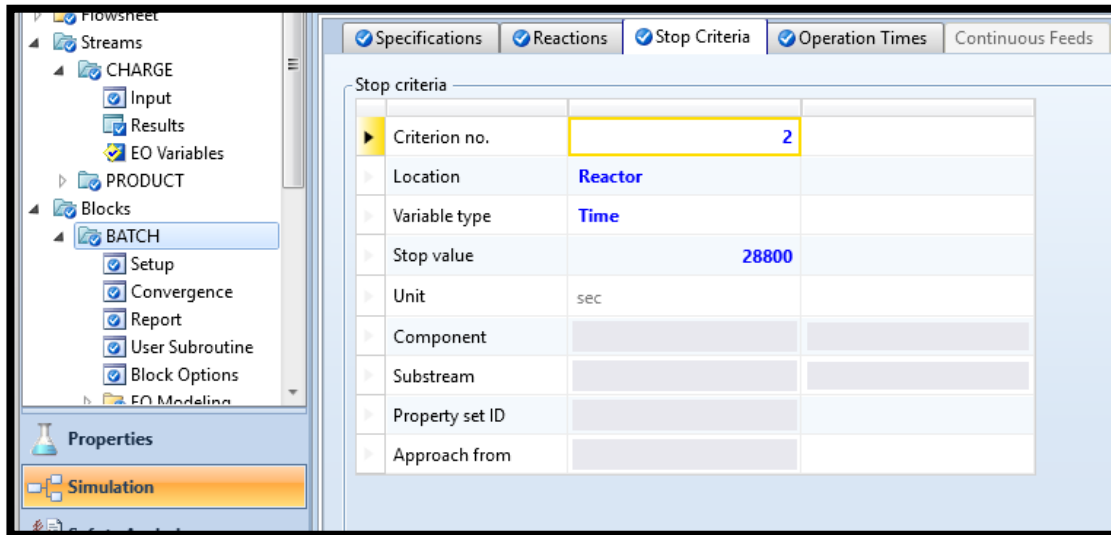 Flowsheet
Streams
CHARGE
Input
Results
EO Variables
PRODUCT
Blocks
BATCH
Setup
Convergence
Report
User Subroutine
Block Options
EO Modeling
Properties
Simulation
Specifications Reactions Stop Criteria Operation Times Continuous Feeds
Stop criteria
Criterion no. 2
Location Reactor
Variable type Time
Stop value 28800
Unit sec
Component
Substream
Property set ID
Approach from